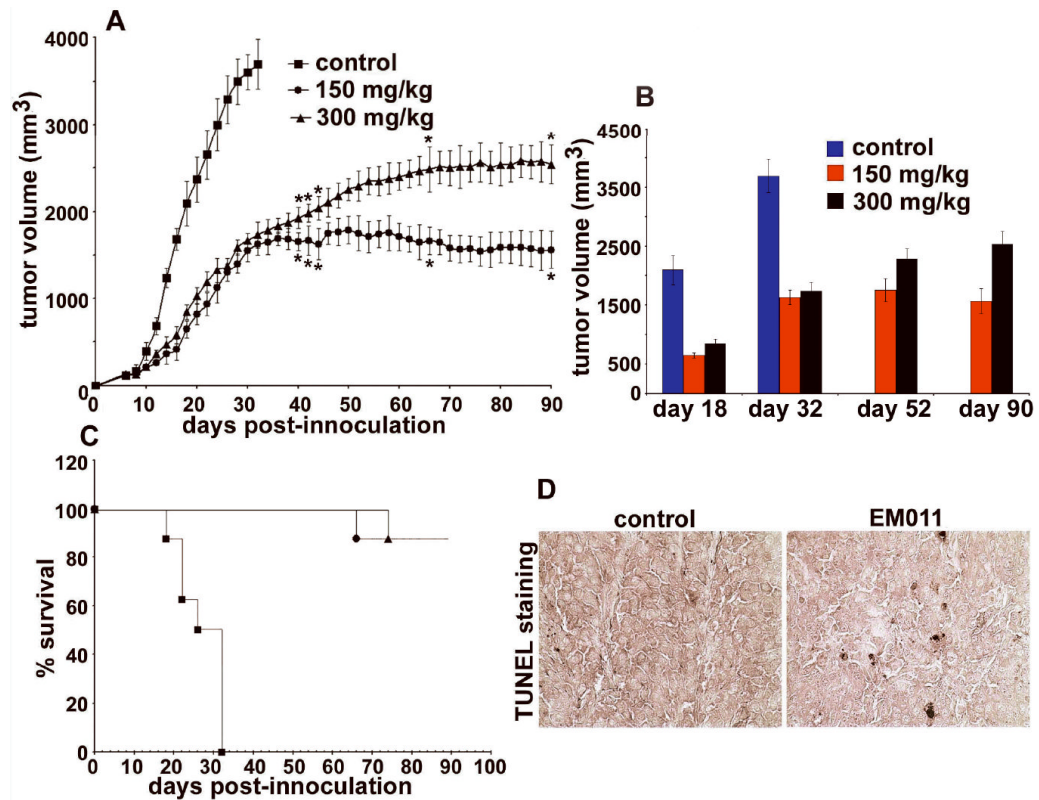 A
tumor volume (mm3)
4000
3000
2000
1000
0
control
150 mg/kg
300 mg/kg
* * * * *
* * * * *
0 10 20 30 40 50 60 70 80 90
days post-innoculation
B
tumor volume (mm3)
4500
3500
2500
1500
500
0
control
150 mg/kg
300 mg/kg
day 18 day 32 day 52 day 90
C
% survival
120
100
80
60
40
20
0
0 10 20 30 40 50 60 70 80 90 100
days post-innoculation
D
control EM011
TUNEL staining